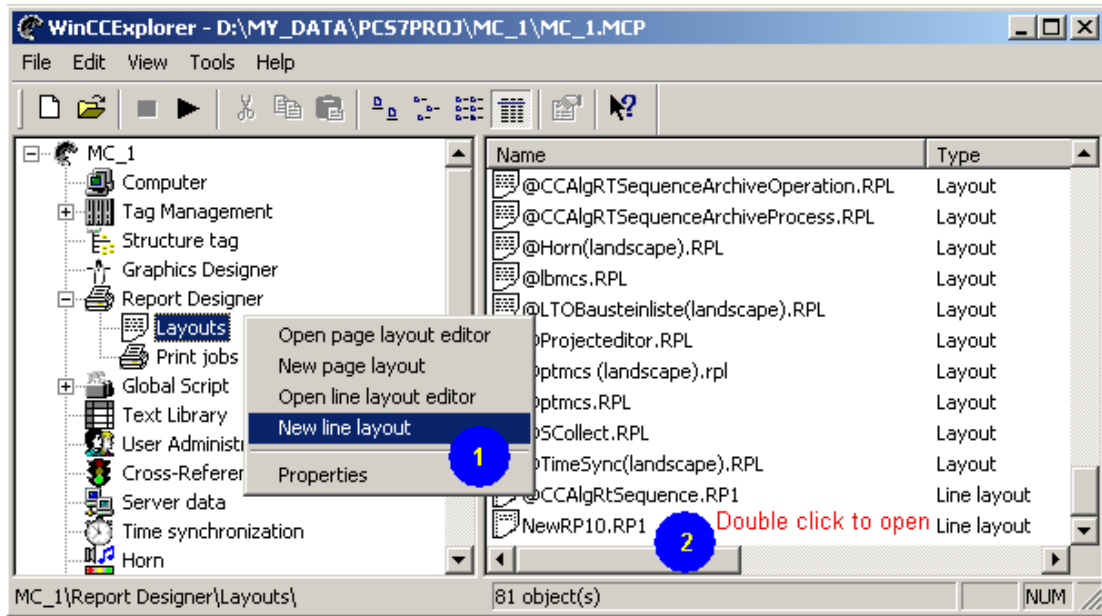 WinCCExplorer - D:\MY_DATA\PCS7PROJ\MC_1\MC_1.MCP
File Edit View Tools Help
MC_1
Computer
Tag Management
Structure tag
Graphics Designer
Report Designer
Layouts
Print jobs
Global Script
Text Library
User Administ
Cross-Referer
Server data
Time synchronization
Horn
Open page layout editor
New page layout
Open line layout editor
New line layout
1
Properties
Name Type
@CCAlgRTSequenceArchiveOperation.RPL Layout
@CCAlgRTSequenceArchiveProcess.RPL Layout
@Horn(landscape).RPL Layout
@lbmcs.RPL Layout
@LTOBausteinliste(landscape).RPL Layout
@Projecteditor.RPL Layout
@ptmcs (landscape).rpl Layout
@ptmcs.RPL Layout
@SCollect.RPL Layout
@TimeSync(landscape).RPL Layout
@CCAlgRtSequence.RP1 Line layout
NewRP10.RP1 2 Double click to open Line layout
MC_1\Report Designer\Layouts\ 81 object(s) NUM